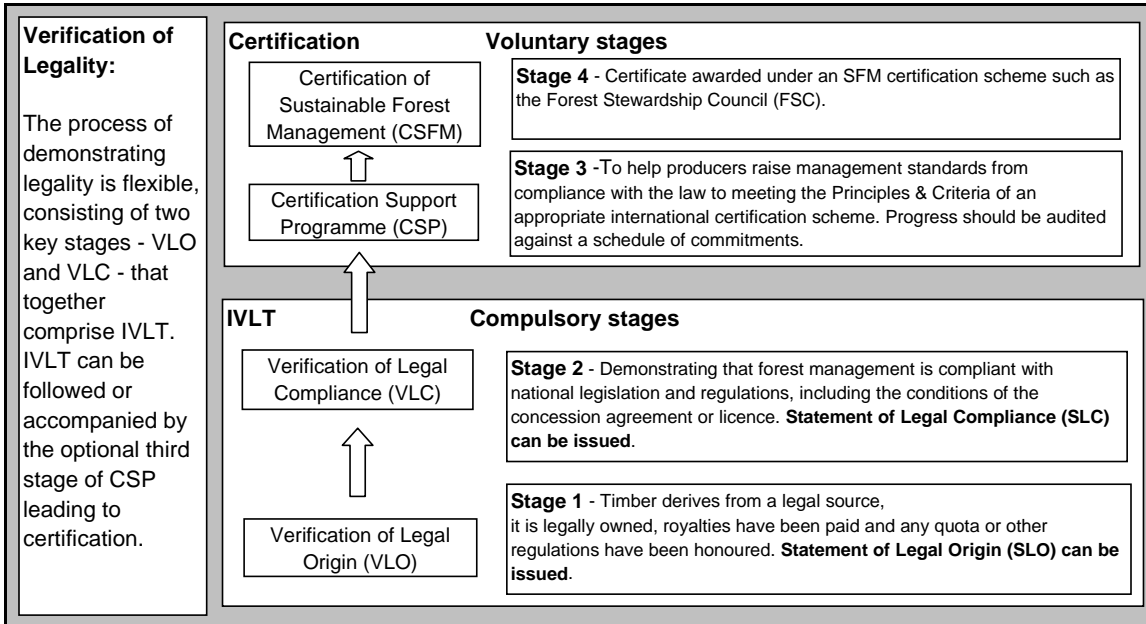 Verification of
Legality:
The process of
demonstrating
legality is flexible,
consisting of two
key stages - VLO
and VLC - that
together
comprise IVLT.
IVLT can be
followed or
accompanied by
the optional third
stage of CSP
leading to
certification.
Certification
Voluntary stages
Certification of
Sustainable Forest
Management (CSFM)
Stage 4 - Certificate awarded under an SFM certification scheme such as
the Forest Stewardship Council (FSC).
Certification Support
Programme (CSP)
Stage 3 -To help producers raise management standards from
compliance with the law to meeting the Principles & Criteria of an
appropriate international certification scheme. Progress should be audited
against a schedule of commitments.
IVLT
Compulsory stages
Verification of Legal
Compliance (VLC)
Stage 2 - Demonstrating that forest management is compliant with
national legislation and regulations, including the conditions of the
concession agreement or licence. Statement of Legal Compliance (SLC)
can be issued.
Verification of Legal
Origin (VLO)
Stage 1 - Timber derives from a legal source,
it is legally owned, royalties have been paid and any quota or other
regulations have been honoured. Statement of Legal Origin (SLO) can be
issued.